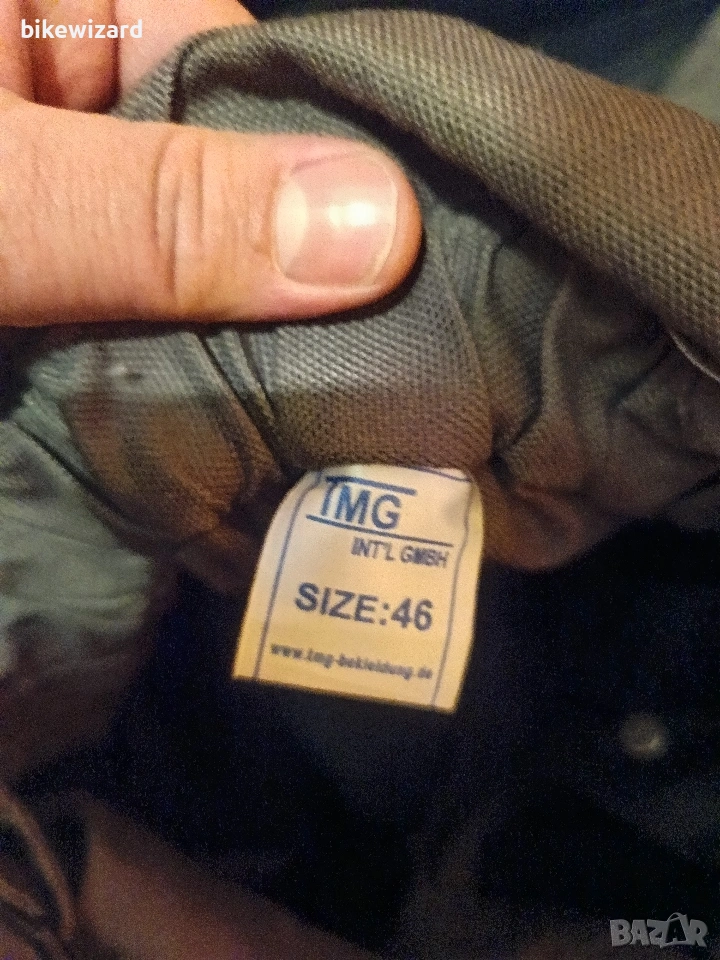 bikewizard
TMG
INT'L GMBH
SIZE:46
www.tmg-bekleidung.de
BAZAR